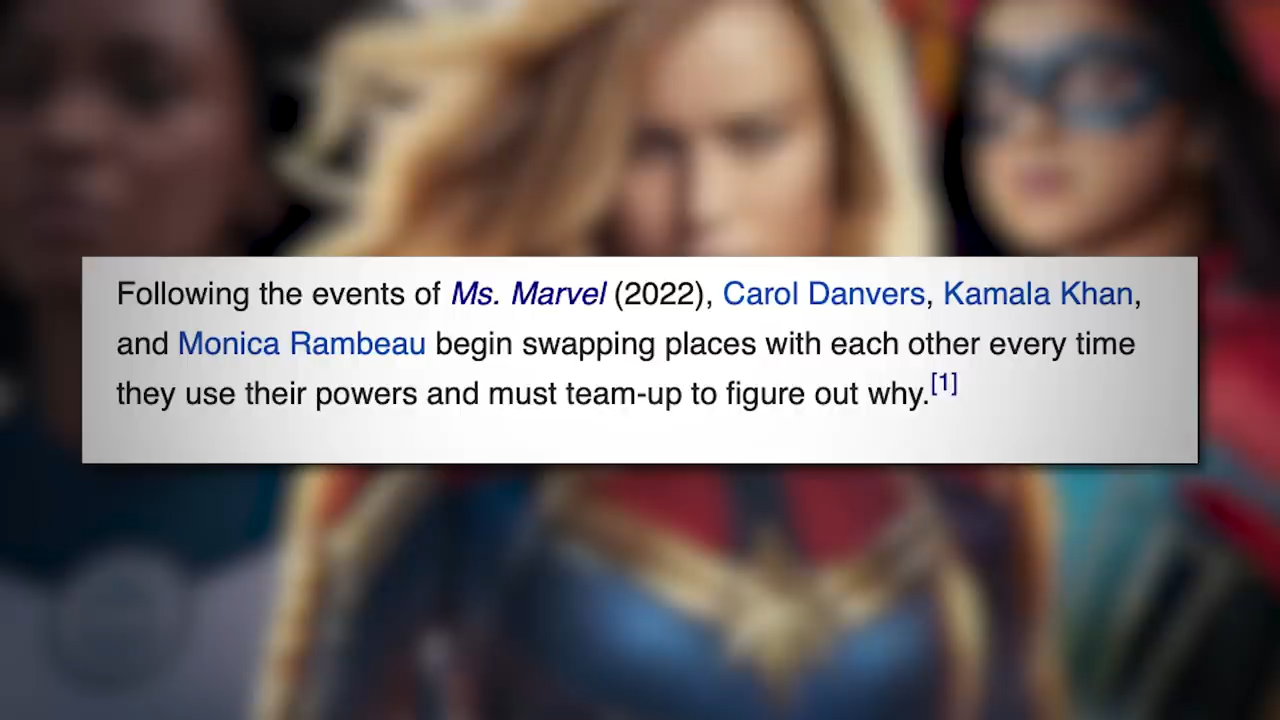 Following the events of Ms. Marvel (2022), Carol Danvers, Kamala Khan,
and Monica Rambeau begin swapping places with each other every time
they use their powers and must team-up to figure out why.[1]